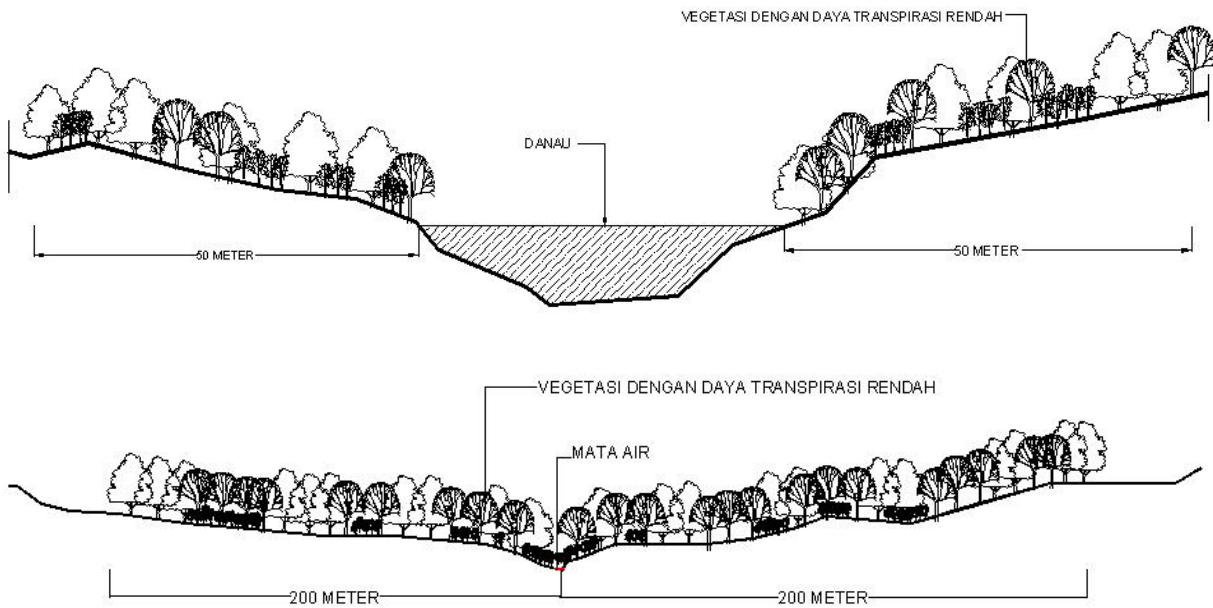 VEGETASI DENGAN DAYA TRANSPIRASI RENDAH
DANAU
50 METER
50 METER
VEGETASI DENGAN DAYA TRANSPIRASI RENDAH
MATA AIR
200 METER
200 METER